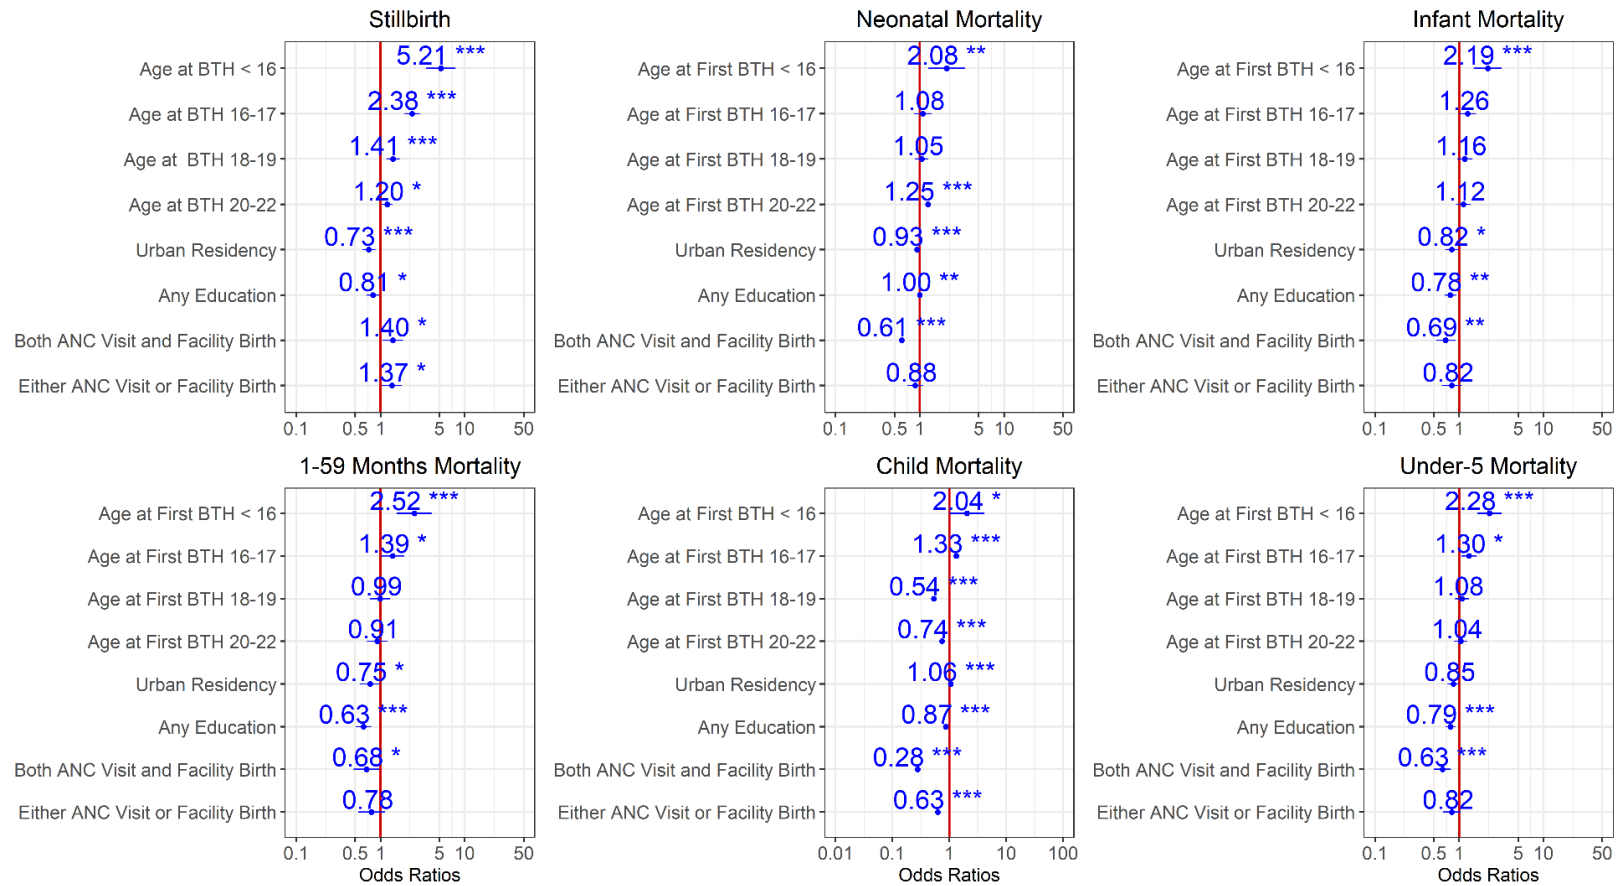 Stillbirth
Age at BTH < 16
5.21 ***
Age at BTH 16-17
2.38 ***
Age at  BTH 18-19
1.41 ***
Age at BTH 20-22
1.20 *
Urban Residency
0.73 ***
Any Education
0.81 *
Both ANC Visit and Facility Birth
1.40 *
Either ANC Visit or Facility Birth
1.37 *
0.1 0.5 1 5 10 50
Neonatal Mortality
Age at First BTH < 16
2.08 **
Age at First BTH 16-17
1.08
Age at First BTH 18-19
1.05
Age at First BTH 20-22
1.25 ***
Urban Residency
0.93 ***
Any Education
1.00 **
Both ANC Visit and Facility Birth
0.61 ***
Either ANC Visit or Facility Birth
0.88
0.1 0.5 1 5 10 50
Infant Mortality
Age at First BTH < 16
2.19 ***
Age at First BTH 16-17
1.26
Age at First BTH 18-19
1.16
Age at First BTH 20-22
1.12
Urban Residency
0.82 *
Any Education
0.78 **
Both ANC Visit and Facility Birth
0.69 **
Either ANC Visit or Facility Birth
0.82
0.1 0.5 1 5 10 50
1-59 Months Mortality
Age at First BTH < 16
2.52 ***
Age at First BTH 16-17
1.39 *
Age at First BTH 18-19
0.99
Age at First BTH 20-22
0.91
Urban Residency
0.75 *
Any Education
0.63 ***
Both ANC Visit and Facility Birth
0.68 *
Either ANC Visit or Facility Birth
0.78
0.1 0.5 1 5 10 50
Odds Ratios
Child Mortality
Age at First BTH < 16
2.04 *
Age at First BTH 16-17
1.33 ***
Age at First BTH 18-19
0.54 ***
Age at First BTH 20-22
0.74 ***
Urban Residency
1.06 ***
Any Education
0.87 ***
Both ANC Visit and Facility Birth
0.28 ***
Either ANC Visit or Facility Birth
0.63 ***
0.01 0.1 1 10 100
Odds Ratios
Under-5 Mortality
Age at First BTH < 16
2.28 ***
Age at First BTH 16-17
1.30 *
Age at First BTH 18-19
1.08
Age at First BTH 20-22
1.04
Urban Residency
0.85
Any Education
0.79 ***
Both ANC Visit and Facility Birth
0.63 ***
Either ANC Visit or Facility Birth
0.82
0.1 0.5 1 5 10 50
Odds Ratios